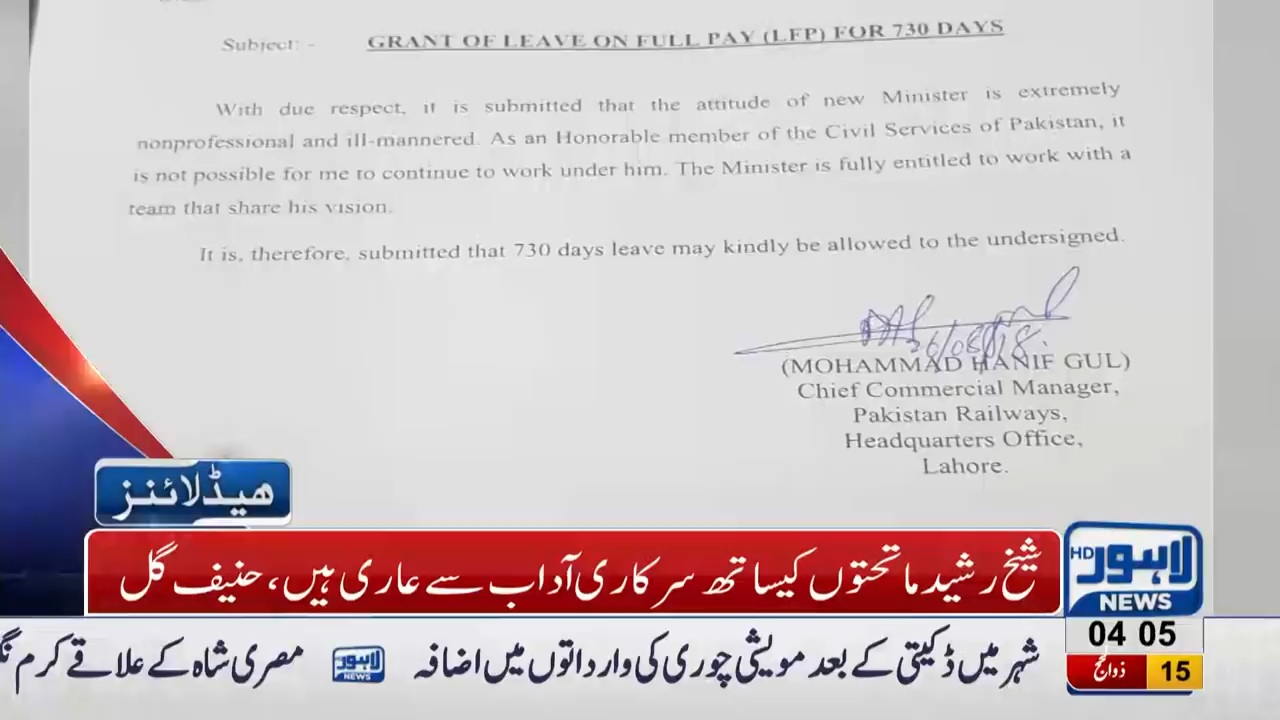 Subject: - GRANT OF LEAVE ON FULL PAY (LFP) FOR 730 DAYS
With due respect, it is submitted that the attitude of new Minister is extremely
nonprofessional and ill-mannered. As an Honorable member of the Civil Services of Pakistan, it
is not possible for me to continue to work under him. The Minister is fully entitled to work with a
team that share his vision.
It is, therefore, submitted that 730 days leave may kindly be allowed to the undersigned.
26/08/18.
(MOHAMMAD HANIF GUL)
Chief Commercial Manager,
Pakistan Railways,
Headquarters Office,
Lahore.
ھیڈلائنز
شیخ رشید ماتحتوں کیساتھ سرکاری آداب سے عاری ہیں، حنیف گل
HD لاہور
NEWS
04 05
15 ذوالحج
شہر میں ڈکیتی کے بعد مویشی چوری کی وارداتوں میں اضافہ لاہور NEWS مصری شاہ کے علاقے کرم